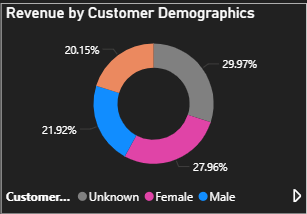 Revenue by Customer Demographics
20.15%
29.97%
21.92%
27.96%
Customer... Unknown Female Male